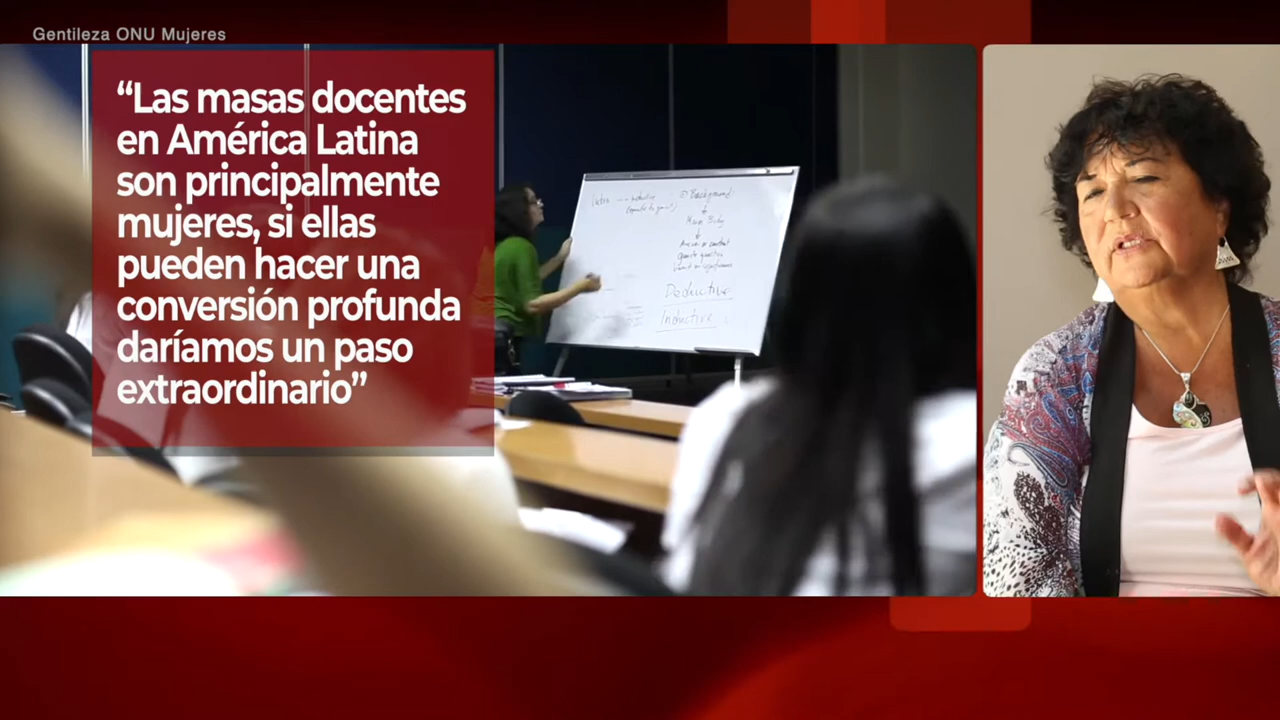 Gentileza ONU Mujeres
“Las masas docentes
en América Latina
son principalmente
mujeres, si ellas
pueden hacer una
conversión profunda
daríamos un paso
extraordinario”
Background
Deductive
Inductive